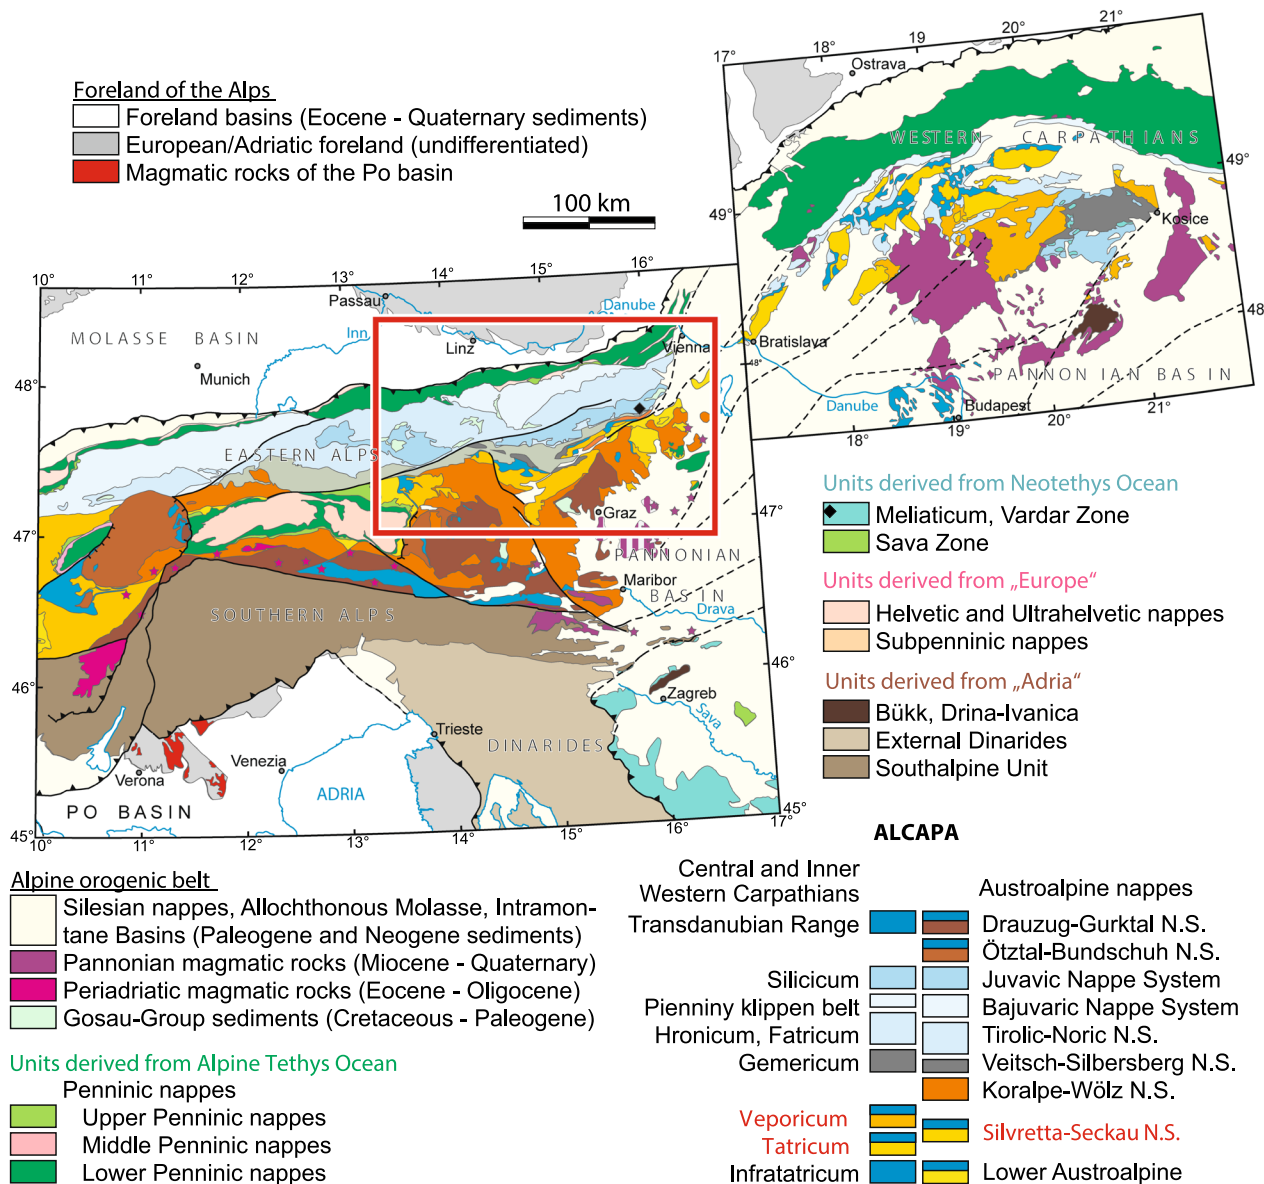 Foreland of the Alps
Foreland basins (Eocene - Quaternary sediments)
European/Adriatic foreland (undifferentiated)
Magmatic rocks of the Po basin
100 km
17°
18°
19
20°
21°
Ostrava
WESTERN CARPATHIANS
49°
49°
Kosice
48
Bratislava
48°
PANNONIAN BASIN
Danube
Budapest
18°
19°
20°
21°
10°
11°
12°
13°
14°
15°
16°
Passau
Danube
MOLASSE BASIN
Inn
Linz
Vienna
Munich
48°
EASTERN ALPS
47°
47°
Graz
PANNONIAN
BASIN
Maribor
Drava
SOUTHERN ALPS
46°
46°
Zagreb
Sava
Trieste
DINARIDES
Venezia
Verona
ADRIA
PO BASIN
45°
45°
10°
11°
12°
13°
14°
15°
16°
17°
Units derived from Neotethys Ocean
Meliaticum, Vardar Zone
Sava Zone
Units derived from „Europe“
Helvetic and Ultrahelvetic nappes
Subpenninic nappes
Units derived from „Adria“
Bükk, Drina-Ivanica
External Dinarides
Southalpine Unit
Alpine orogenic belt
Silesian nappes, Allochthonous Molasse, Intramon-
tane Basins (Paleogene and Neogene sediments)
Pannonian magmatic rocks (Miocene - Quaternary)
Periadriatic magmatic rocks (Eocene - Oligocene)
Gosau-Group sediments (Cretaceous - Paleogene)
Units derived from Alpine Tethys Ocean
Penninic nappes
Upper Penninic nappes
Middle Penninic nappes
Lower Penninic nappes
ALCAPA
Central and Inner
Western Carpathians
Austroalpine nappes
Transdanubian Range
Drauzug-Gurktal N.S.
Ötztal-Bundschuh N.S.
Silicicum
Juvavic Nappe System
Pienniny klippen belt
Bajuvaric Nappe System
Hronicum, Fatricum
Tirolic-Noric N.S.
Gemericum
Veitsch-Silbersberg N.S.
Koralpe-Wölz N.S.
Veporicum
Tatricum
Silvretta-Seckau N.S.
Infratatricum
Lower Austroalpine